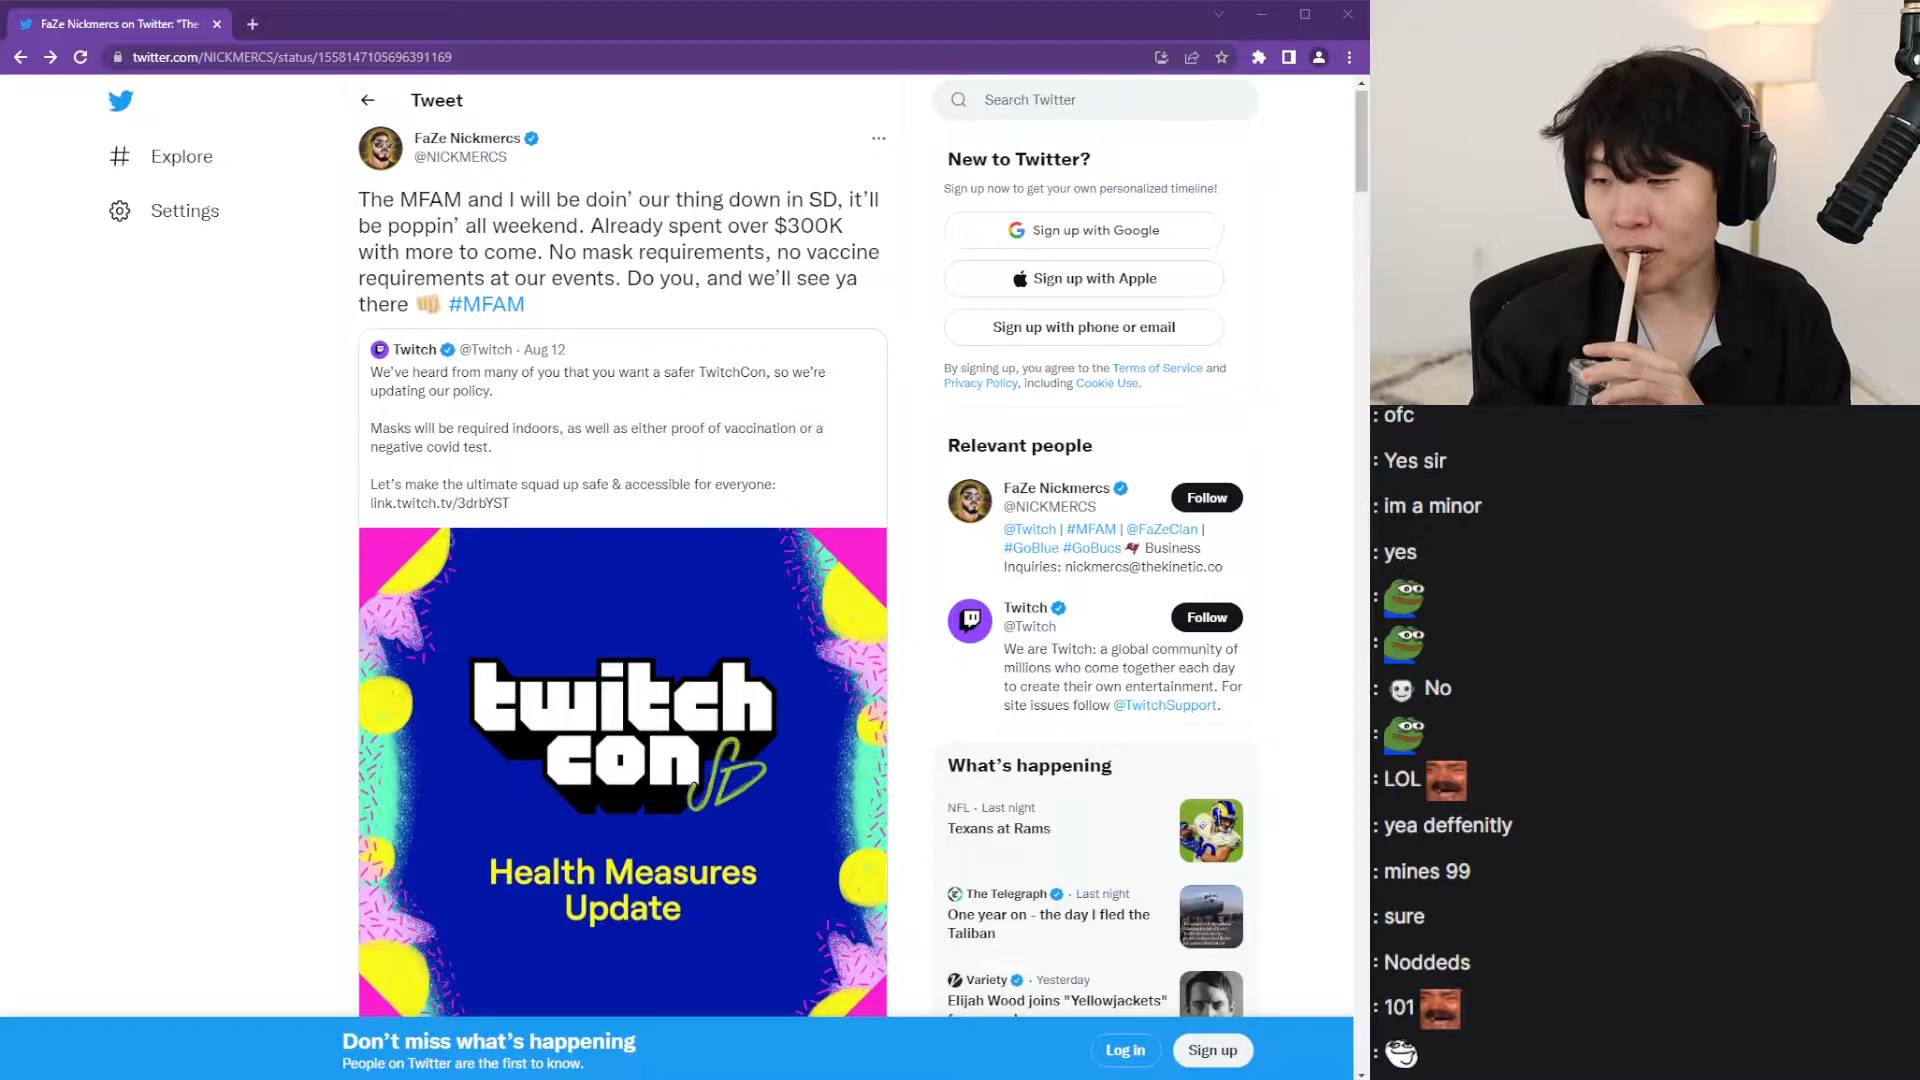 FaZe Nickmercs on Twitter: "The
twitter.com/NICKMERCS/status/1558147105696391169
Explore
Settings
Tweet
FaZe Nickmercs
@NICKMERCS
The MFAM and I will be doin’ our thing down in SD, it’ll
be poppin’ all weekend. Already spent over $300K
with more to come. No mask requirements, no vaccine
requirements at our events. Do you, and we’ll see ya
there 👊🏼 #MFAM
Twitch @Twitch · Aug 12
We’ve heard from many of you that you want a safer TwitchCon, so we’re
updating our policy.
Masks will be required indoors, as well as either proof of vaccination or a
negative covid test.
Let’s make the ultimate squad up safe & accessible for everyone:
link.twitch.tv/3drbYST
twitch
con SD
Health Measures
Update
Search Twitter
New to Twitter?
Sign up now to get your own personalized timeline!
Sign up with Google
Sign up with Apple
Sign up with phone or email
By signing up, you agree to the Terms of Service and
Privacy Policy, including Cookie Use.
Relevant people
FaZe Nickmercs
@NICKMERCS
Follow
@Twitch | #MFAM | @FaZeClan |
#GoBlue #GoBucs 🏴‍☠️ Business
Inquiries: nickmercs@thekinetic.co
Twitch
@Twitch
Follow
We are Twitch: a global community of
millions who come together each day
to create their own entertainment. For
site issues follow @TwitchSupport.
What’s happening
NFL · Last night
Texans at Rams
The Telegraph · Last night
One year on - the day I fled the
Taliban
Variety · Yesterday
Elijah Wood joins "Yellowjackets"
Don’t miss what’s happening
People on Twitter are the first to know.
Log in
Sign up
: ofc
: Yes sir
: im a minor
: yes
:
:
: No
:
: LOL
: yea deffenitly
: mines 99
: sure
: Noddeds
: 101
: